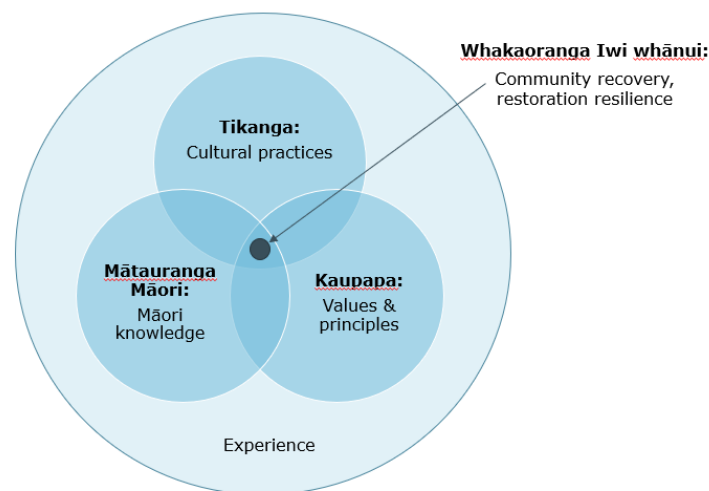 Whakaoranga Iwi whānui:
Community recovery,
restoration resilience
Tikanga:
Cultural practices
Mātauranga
Māori:
Māori
knowledge
Kaupapa:
Values &
principles
Experience